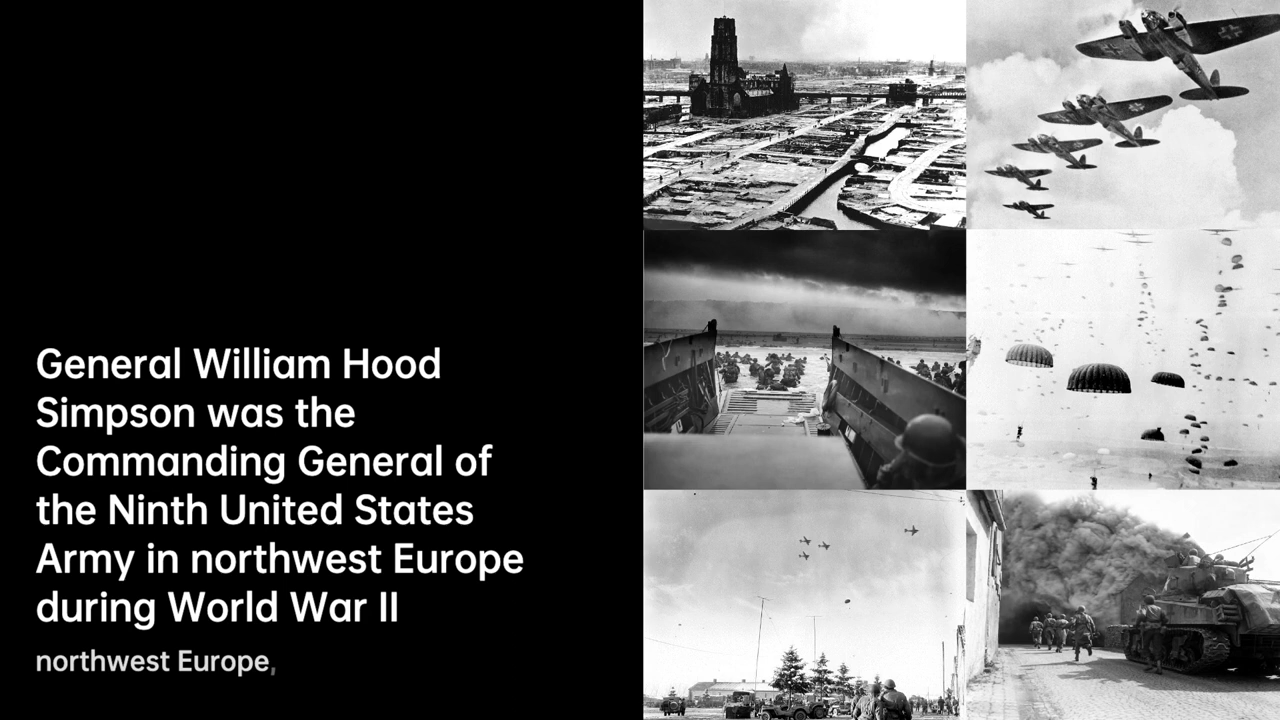 General William Hood
Simpson was the
Commanding General of
the Ninth United States
Army in northwest Europe
during World War II
northwest Europe,